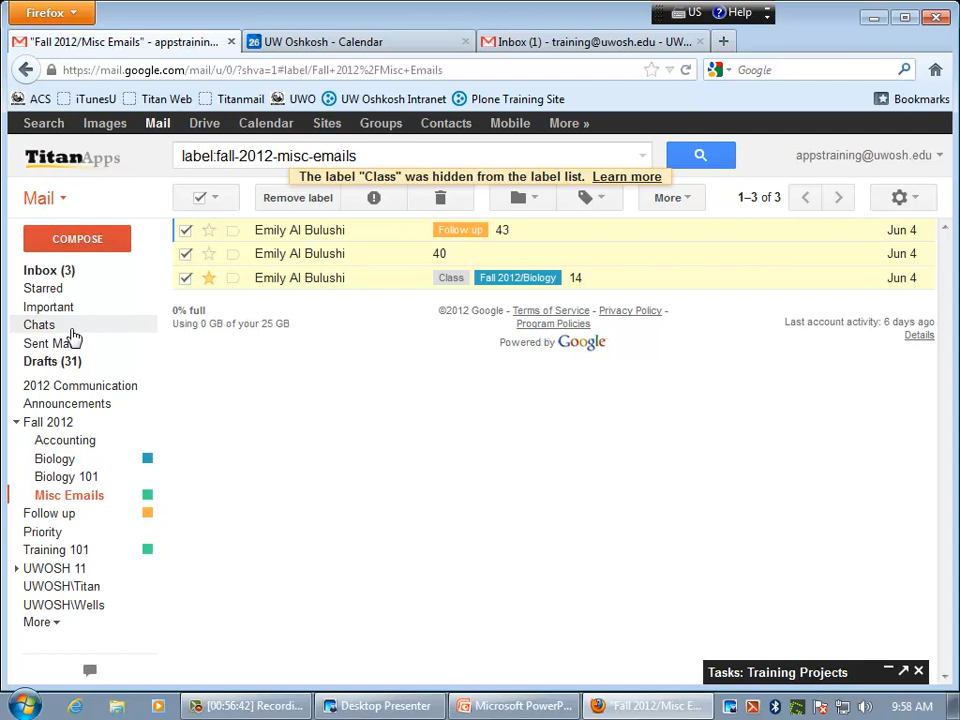 Firefox
US Help
"Fall 2012/Misc Emails" - appstrainin...
26 UW Oshkosh - Calendar
Inbox (1) - training@uwosh.edu - UW...
https://mail.google.com/mail/u/0/?shva=1#label/Fall+2012%2FMisc+Emails
Google
ACS iTunesU Titan Web Titanmail UWO UW Oshkosh Intranet Plone Training Site Bookmarks
Search Images Mail Drive Calendar Sites Groups Contacts Mobile More »
TitanApps
label:fall-2012-misc-emails
appstraining@uwosh.edu
The label "Class" was hidden from the label list. Learn more
Mail
Remove label
More
1–3 of 3
COMPOSE
Inbox (3)
Starred
Important
Chats
Sent Ma
Drafts (31)
2012 Communication
Announcements
Fall 2012
Accounting
Biology
Biology 101
Misc Emails
Follow up
Priority
Training 101
UWOSH 11
UWOSH\Titan
UWOSH\Wells
More
Emily Al Bulushi Follow up 43 Jun 4
Emily Al Bulushi 40 Jun 4
Emily Al Bulushi Class Fall 2012/Biology 14 Jun 4
0% full
Using 0 GB of your 25 GB
©2012 Google - Terms of Service - Privacy Policy -
Program Policies
Powered by Google
Last account activity: 6 days ago
Details
Tasks: Training Projects
[00:56:42] Recordi...
Desktop Presenter
Microsoft PowerP...
"Fall 2012/Misc E...
9:58 AM